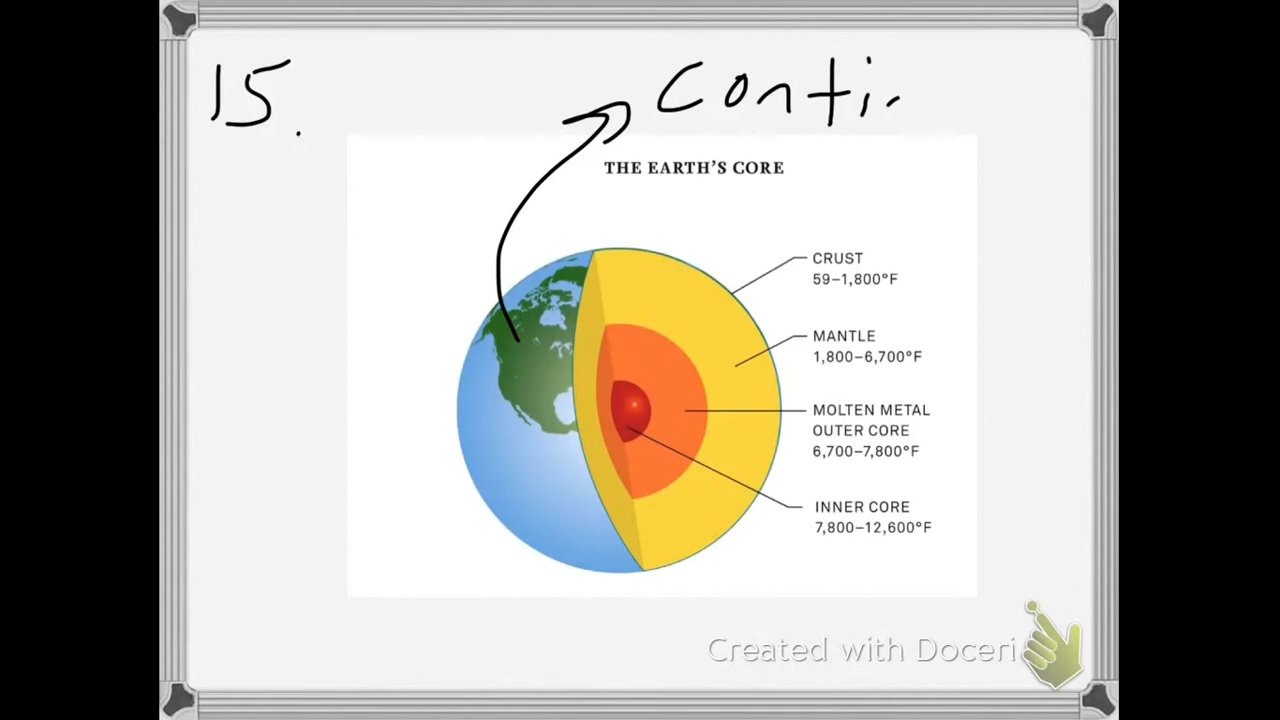 15.
Conti
THE EARTH'S CORE
CRUST
59–1,800°F
MANTLE
1,800–6,700°F
MOLTEN METAL
OUTER CORE
6,700–7,800°F
INNER CORE
7,800–12,600°F
Created with Doceri